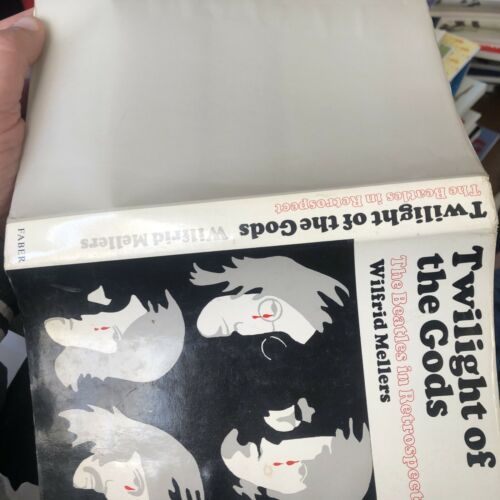 Twilight of
the Gods
The Beatles in Retrospect
Wilfrid Mellers
Twilight of the Gods Wilfrid Mellers
The Beatles in Retrospect
FABER